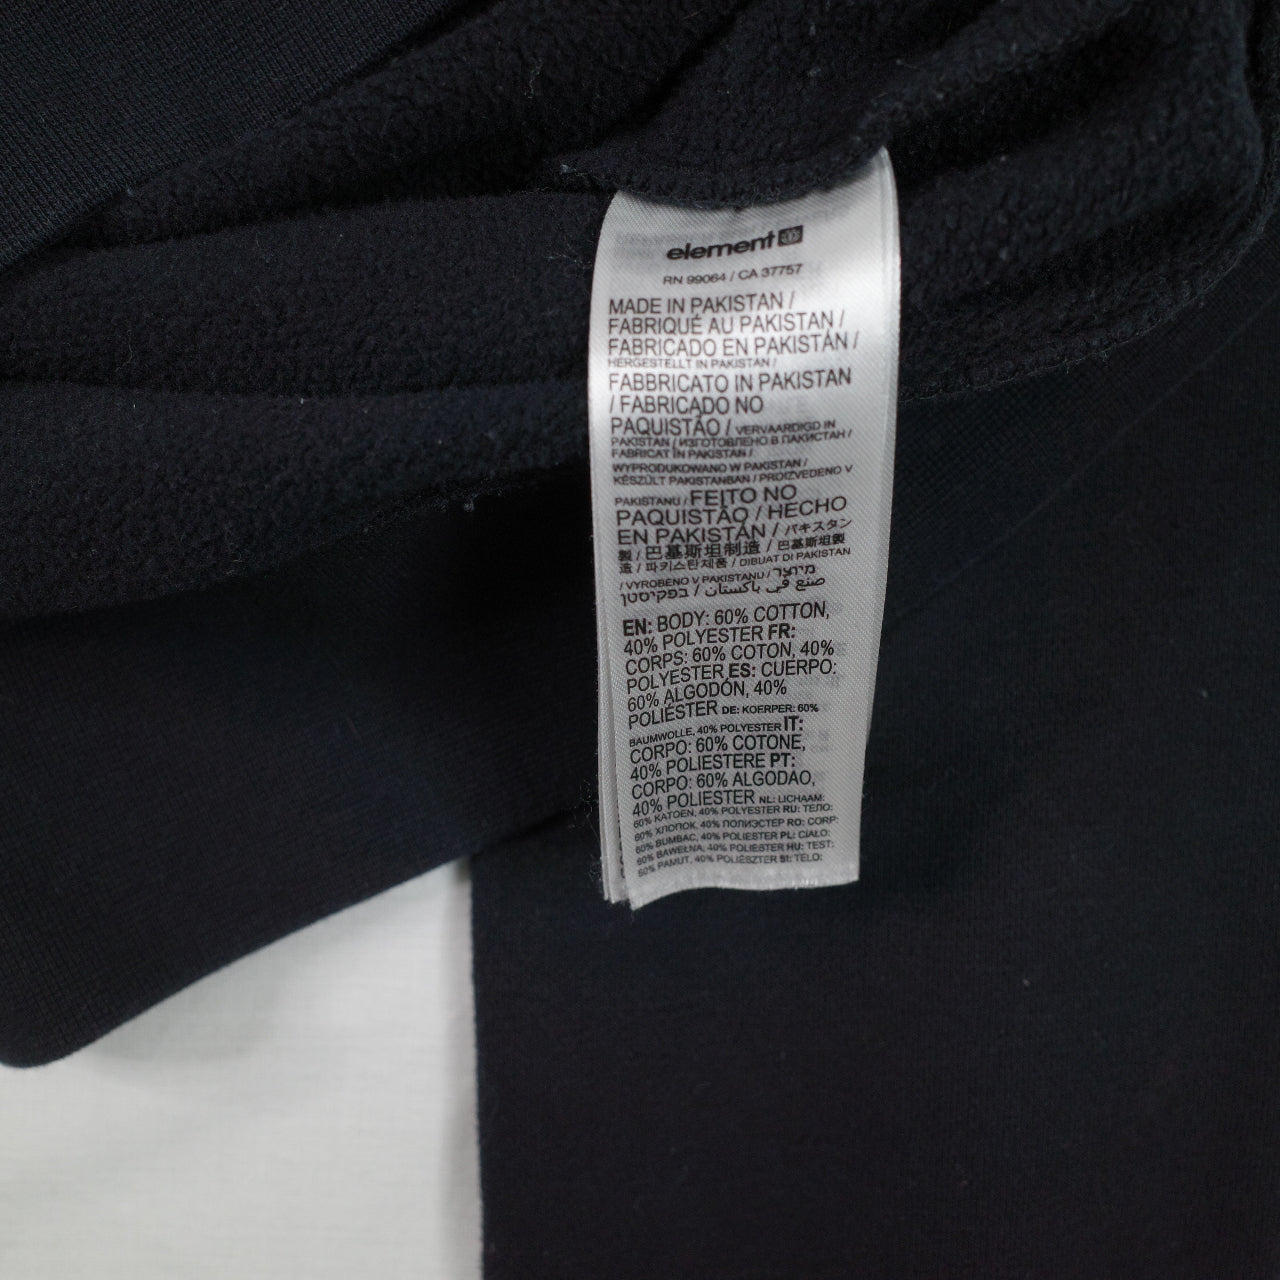 element
RN 99064 / CA 37757
MADE IN PAKISTAN /
FABRIQUÉ AU PAKISTAN /
FABRICADO EN PAKISTÁN /
HERGESTELLT IN PAKISTAN /
FABBRICATO IN PAKISTAN
/ FABRICADO NO
PAQUISTÃO / VERVAARDIGD IN
PAKISTAN / ИЗГОТОВЛЕНО В ПАКИСТАН /
FABRICAT ÎN PAKISTAN /
WYPRODUKOWANO W PAKISTAN /
KÉSZÜLT PAKISTANBAN / PROIZVEDENO V
PAKISTANU / FEITO NO
PAQUISTÃO / HECHO
EN PAKISTÁN / パキスタン
製 / 巴基斯坦制造 / 巴基斯坦製
造 / 파키스탄제품 / DIBUAT DI PAKISTAN
/ VYROBENO V PAKISTANU / מיוצר
בפקיסטן / صنع في باكستان
EN: BODY: 60% COTTON,
40% POLYESTER FR:
CORPS: 60% COTON, 40%
POLYESTER ES: CUERPO:
60% ALGODÓN, 40%
POLIÉSTER DE: KOERPER: 60%
BAUMWOLLE, 40% POLYESTER IT:
CORPO: 60% COTONE,
40% POLIESTERE PT:
CORPO: 60% ALGODAO,
40% POLIESTER NL: LICHAAM:
60% KATOEN, 40% POLYESTER RU: ТЕЛО:
60% ХЛОПОК, 40% ПОЛИЭСТЕР RO: CORP:
60% BUMBAC, 40% POLIESTER PL: CIAŁO:
60% BAWEŁNA, 40% POLIESTER HU: TEST:
60% PAMUT, 40% POLIÉSZTER SI: TELO: